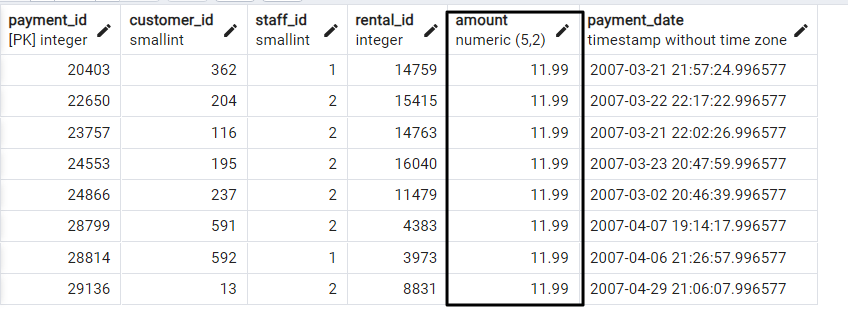 payment_id customer_id staff_id rental_id amount payment_date
[PK] integer smallint smallint integer numeric (5,2) timestamp without time zone
20403 362 1 14759 11.99 2007-03-21 21:57:24.996577
22650 204 2 15415 11.99 2007-03-22 22:17:22.996577
23757 116 2 14763 11.99 2007-03-21 22:02:26.996577
24553 195 2 16040 11.99 2007-03-23 20:47:59.996577
24866 237 2 11479 11.99 2007-03-02 20:46:39.996577
28799 591 2 4383 11.99 2007-04-07 19:14:17.996577
28814 592 1 3973 11.99 2007-04-06 21:26:57.996577
29136 13 2 8831 11.99 2007-04-29 21:06:07.996577